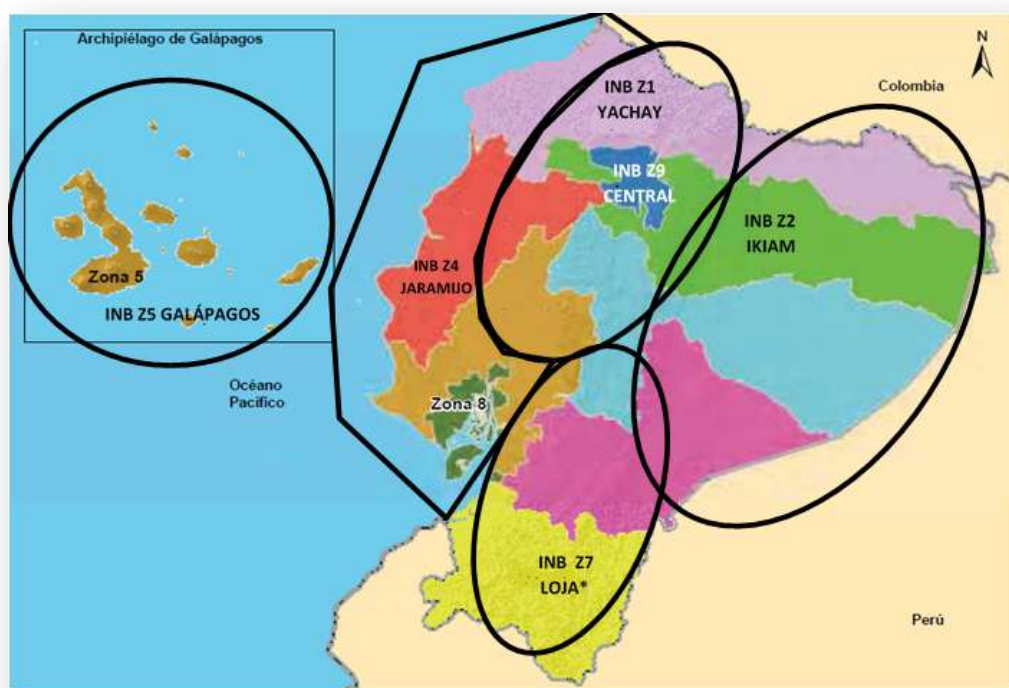 Archipiélago de Galápagos
N
INB Z1
YACHAY
Colombia
INB Z9
CENTRAL
INB Z2
IKIAM
INB Z4
JARAMIJO
Zona 5
INB Z5 GALÁPAGOS
Océano
Pacífico
Zona 8
INB Z7
LOJA*
Perú